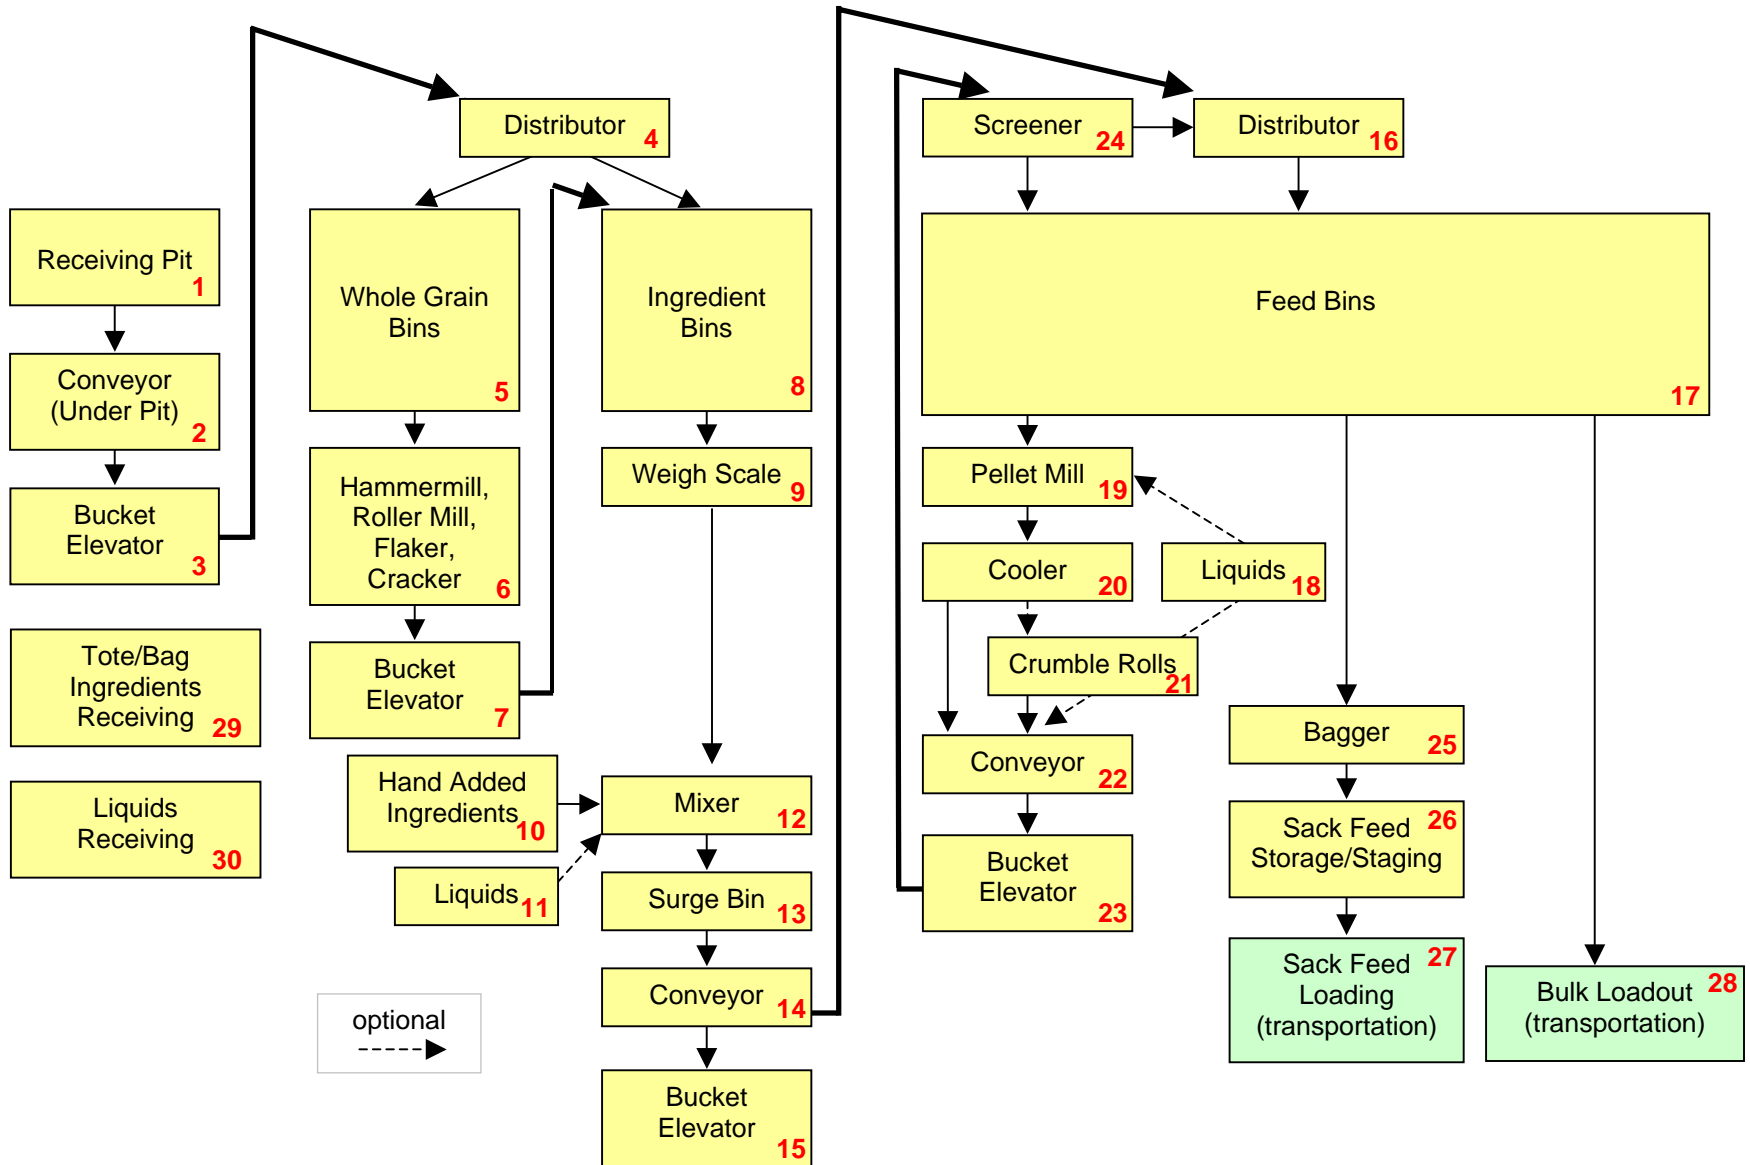 Receiving Pit
1
Conveyor
(Under Pit)
2
Bucket
Elevator
3
Distributor
4
Whole Grain
Bins
5
Hammermill,
Roller Mill,
Flaker,
Cracker
6
Bucket
Elevator
7
Ingredient
Bins
8
Weigh Scale
9
Hand Added
Ingredients
10
Liquids
11
Mixer
12
Surge Bin
13
Conveyor
14
Bucket
Elevator
15
Distributor
16
Feed Bins
17
Liquids
18
Pellet Mill
19
Cooler
20
Crumble Rolls
21
Conveyor
22
Bucket
Elevator
23
Screener
24
Bagger
25
Sack Feed
Storage/Staging
26
Sack Feed
Loading
(transportation)
27
Bulk Loadout
(transportation)
28
Tote/Bag
Ingredients
Receiving
29
Liquids
Receiving
30
optional